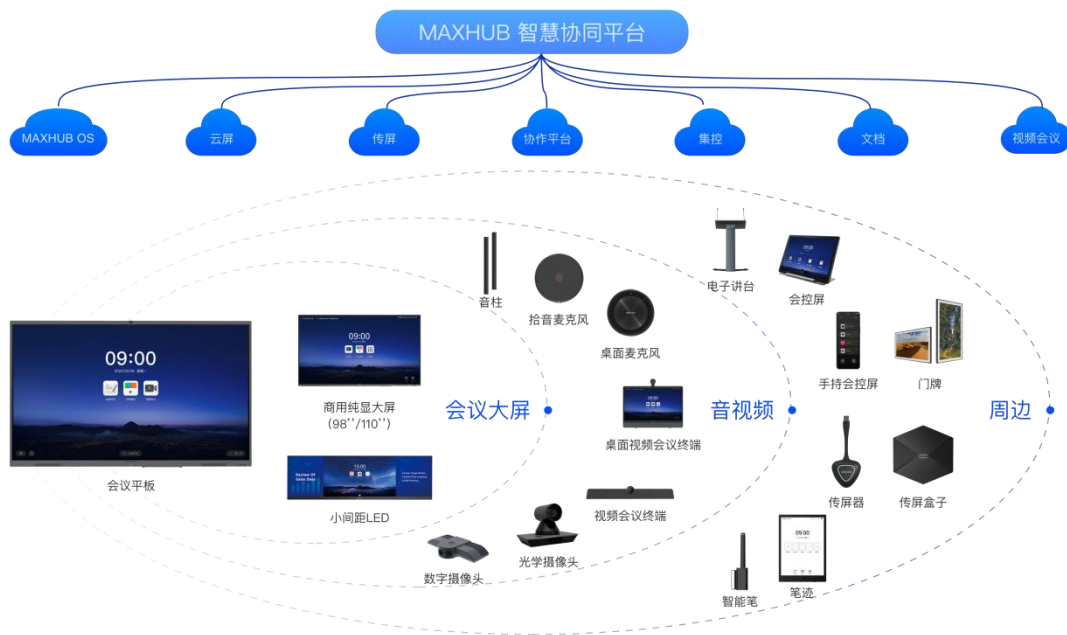 MAXHUB 智慧协同平台
MAXHUB OS
云屏
传屏
协作平台
集控
文档
视频会议
音柱
拾音麦克风
桌面麦克风
电子讲台
会控屏
09:00
会议平板
09:00
商用纯显大屏
(98''/110'')
会议大屏
音视频
周边
手持会控屏
门牌
桌面视频会议终端
Review Of
Sales Data
小间距LED
视频会议终端
传屏器
传屏盒子
数字摄像头
光学摄像头
09:00
智能笔
笔迹